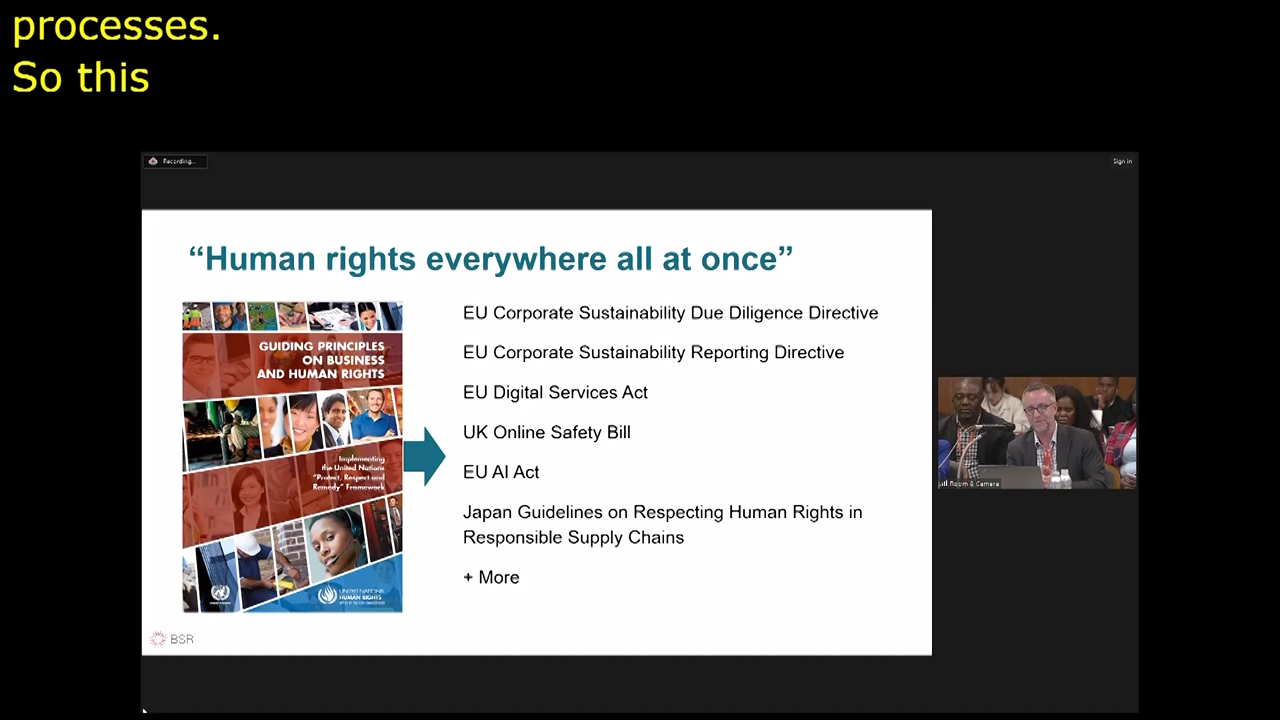 processes.
So this
Recording...
Sign in
“Human rights everywhere all at once”
GUIDING PRINCIPLES
ON BUSINESS
AND HUMAN RIGHTS
Implementing
the United Nations
“Protect, Respect and
Remedy” Framework
UNITED NATIONS
HUMAN RIGHTS
EU Corporate Sustainability Due Diligence Directive
EU Corporate Sustainability Reporting Directive
EU Digital Services Act
UK Online Safety Bill
EU AI Act
Japan Guidelines on Respecting Human Rights in
Responsible Supply Chains
+ More
BSR
Room 6 Camera